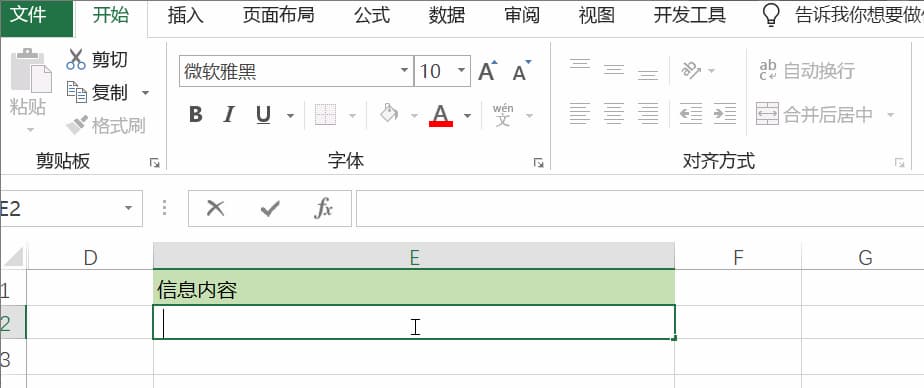 文件 开始 插入 页面布局 公式 数据 审阅 视图 开发工具 告诉我你想要做
剪切
微软雅黑 10 A A ab c 自动换行
粘贴 复制
B I U A wén 文 合并后居中
格式刷
剪贴板 字体 对齐方式
E2 fx
D E F G
1 信息内容
2
3